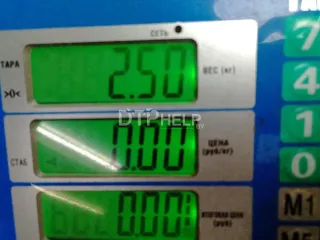 СЕТЬ
ТАРА
2.50
ВЕС (кг)
>0<
7
4
DTPHELP
0.00
ЦЕНА
(руб/кг)
СТАБ
1
0
0.00
(руб)
M1